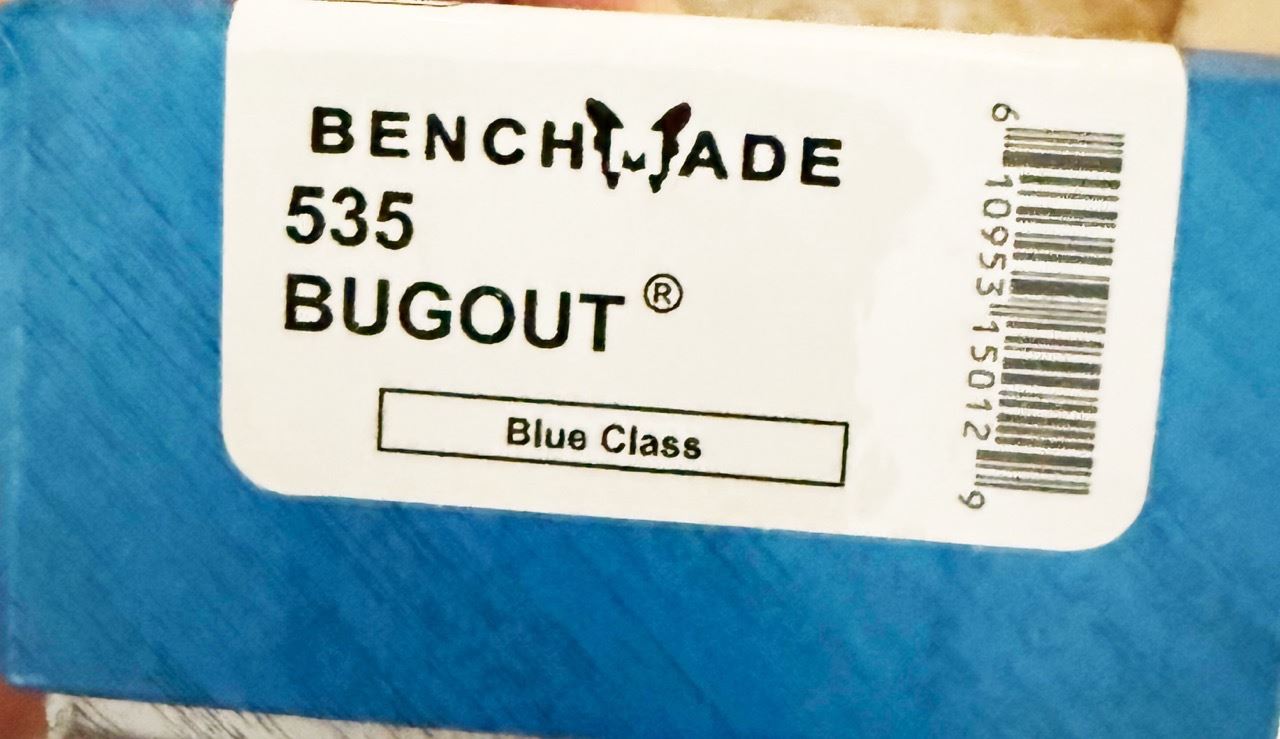 BENCHMADE
535
BUGOUT ®
Blue Class
6 10953 15012 9